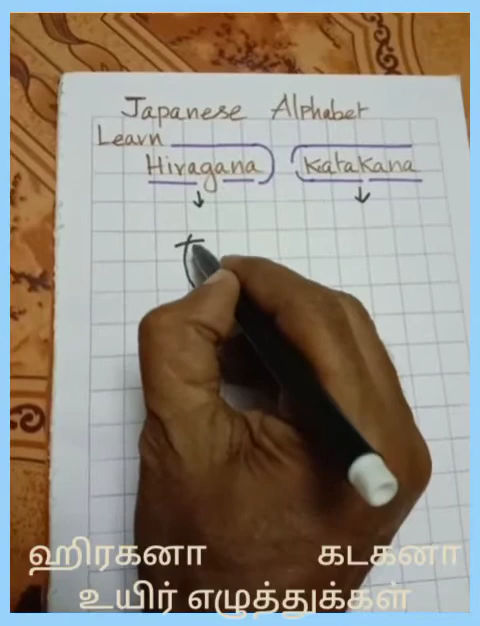 Japanese Alphabet
Learn
Hiragana Katakana
ஹிரகனா கடகனா
உயிர் எழுத்துக்கள்